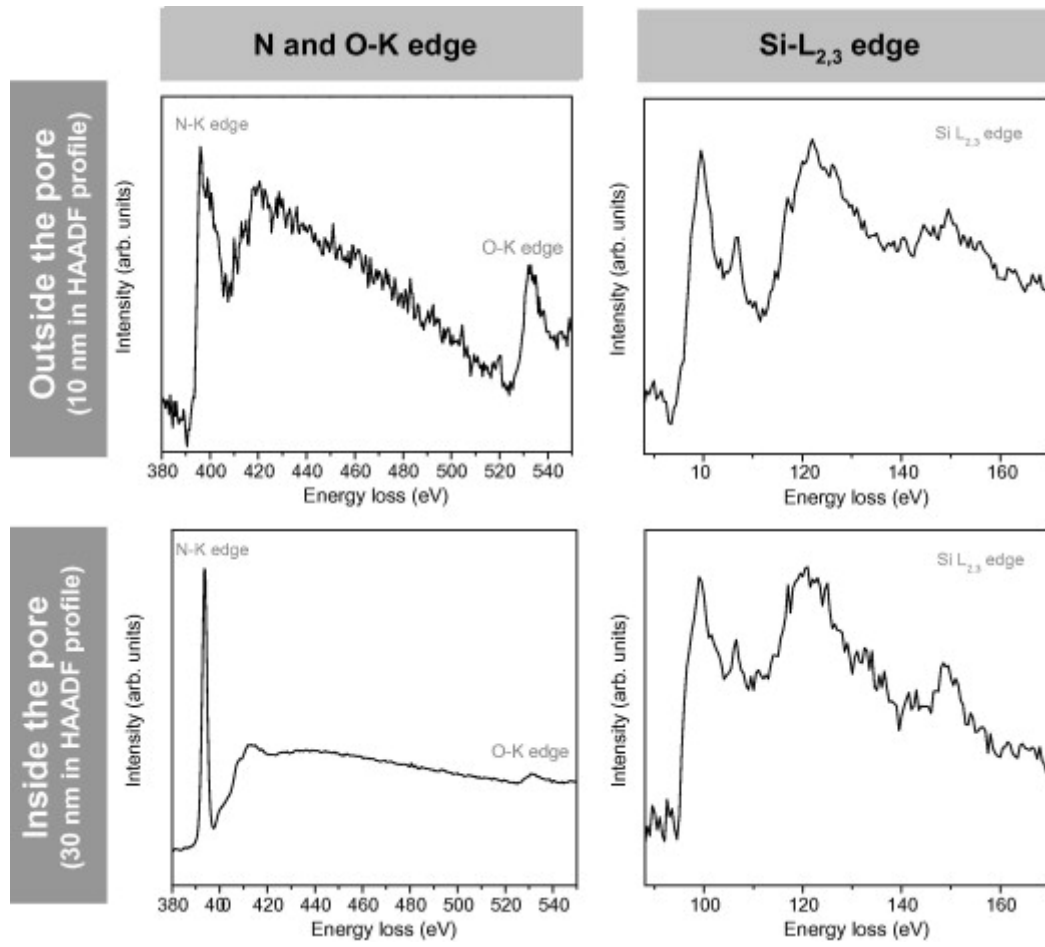 N and O-K edge
Si-L2,3 edge
Outside the pore
(10 nm in HAADF profile)
Intensity (arb. units)
N-K edge
O-K edge
380 400 420 440 460 480 500 520 540
Energy loss (eV)
Intensity (arb. units)
Si L2,3 edge
10 120 140 160
Energy loss (eV)
Inside the pore
(30 nm in HAADF profile)
Intensity (arb. units)
N-K edge
O-K edge
380 400 420 440 460 480 500 520 540
Energy loss (eV)
Intensity (arb. units)
Si L2,3 edge
100 120 140 160
Energy loss (eV)